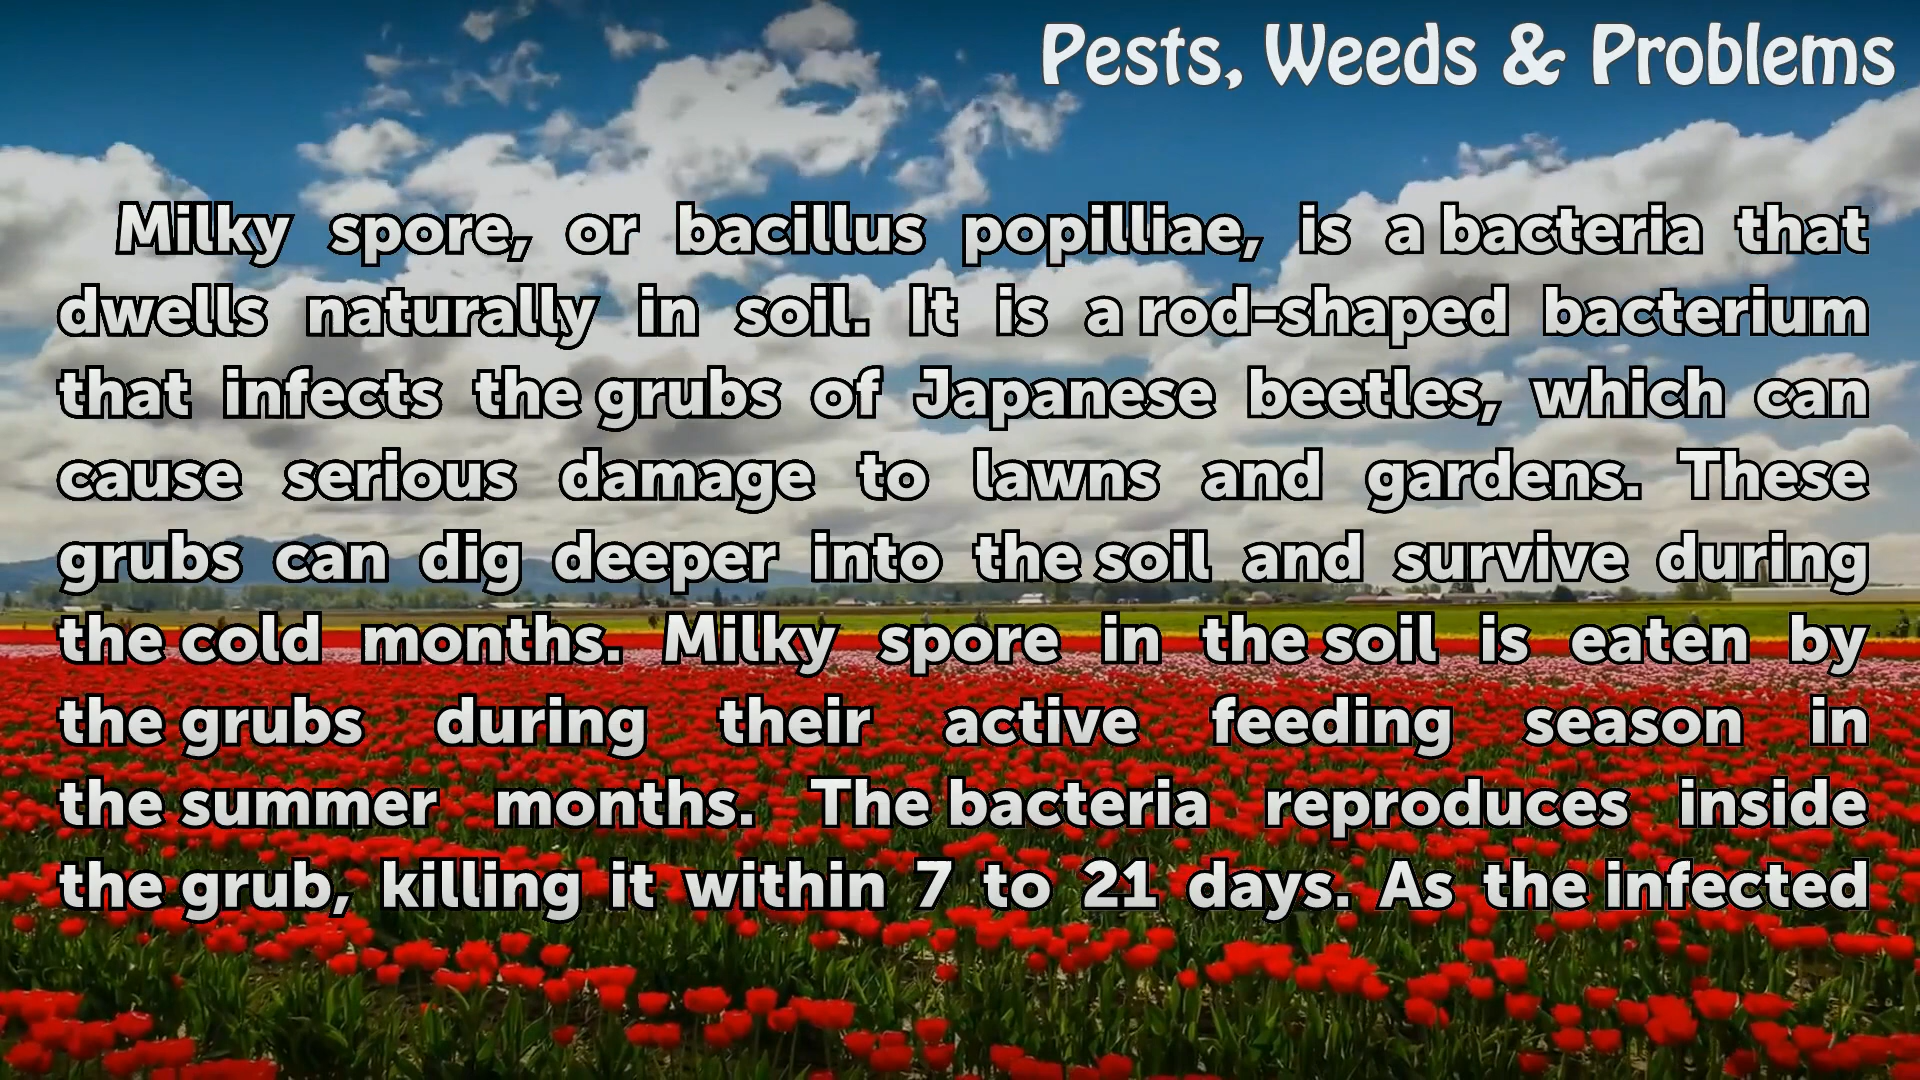 Pests, Weeds & Problems
Milky spore, or bacillus popilliae, is a bacteria that
dwells naturally in soil. It is a rod-shaped bacterium
that infects the grubs of Japanese beetles, which can
cause serious damage to lawns and gardens. These
grubs can dig deeper into the soil and survive during
the cold months. Milky spore in the soil is eaten by
the grubs during their active feeding season in
the summer months. The bacteria reproduces inside
the grub, killing it within 7 to 21 days. As the infected